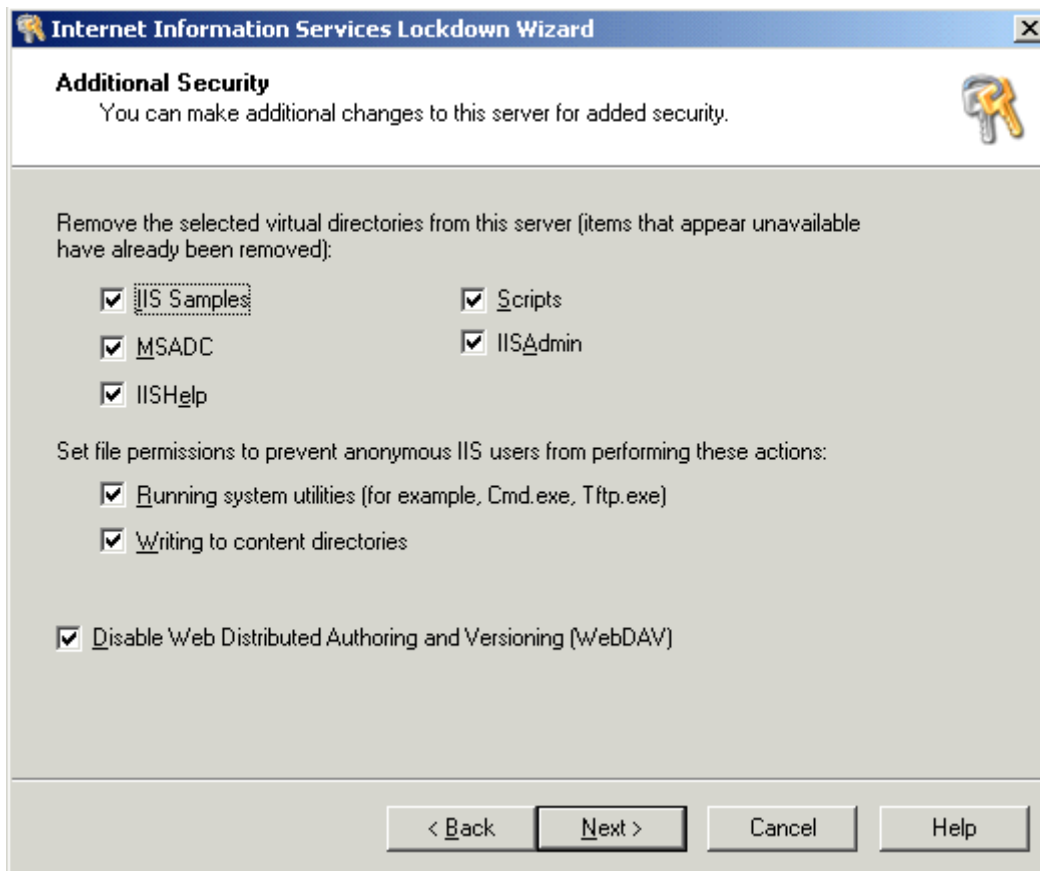 Internet Information Services Lockdown Wizard
Additional Security
You can make additional changes to this server for added security.
Remove the selected virtual directories from this server (items that appear unavailable
have already been removed):
IIS Samples
Scripts
MSADC
IISAdmin
IISHelp
Set file permissions to prevent anonymous IIS users from performing these actions:
Running system utilities (for example, Cmd.exe, Tftp.exe)
Writing to content directories
Disable Web Distributed Authoring and Versioning (WebDAV)
< Back
Next >
Cancel
Help